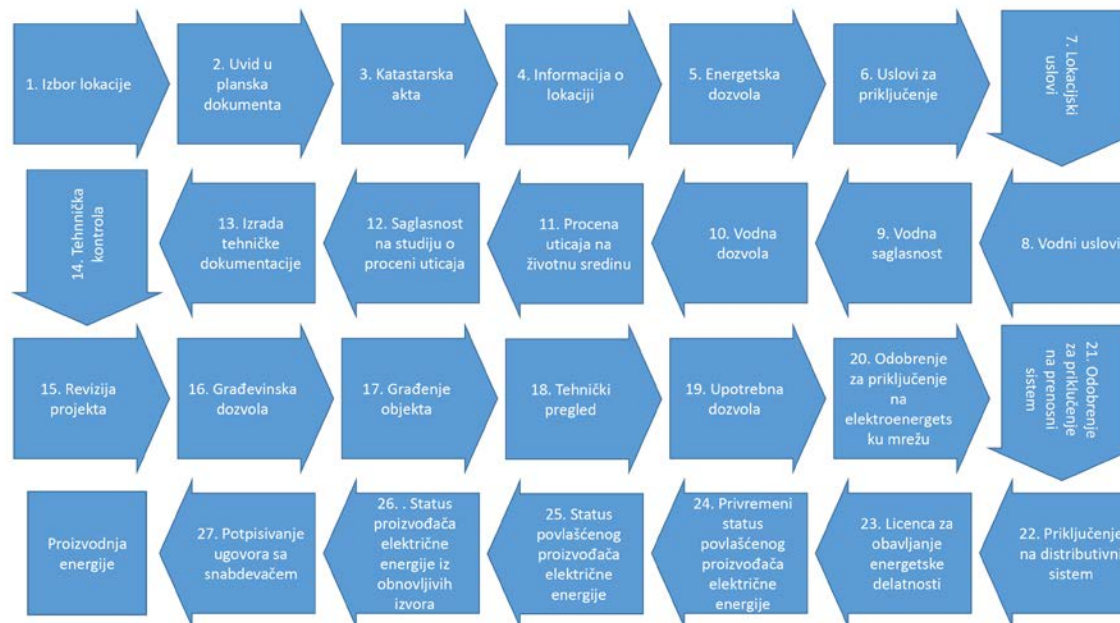 1. Izbor lokacije
2. Uvid u
planska
dokumenta
3. Katastarska
akta
4. Informacija o
lokaciji
5. Energetska
dozvola
6. Uslovi za
priključenje
7. Lokacijski
uslovi
8. Vodni uslovi
9. Vodna
saglasnost
10. Vodna
dozvola
11. Procena
uticaja na
životnu sredinu
12. Saglasnost
na studiju o
proceni uticaja
13. Izrada
tehničke
dokumentacije
14. Tehnička
kontrola
15. Revizija
projekta
16. Građevinska
dozvola
17. Građenje
objekta
18. Tehnički
pregled
19. Upotrebna
dozvola
20. Odobrenje
za priključenje
na
elektroenergets
ku mrežu
21. Odobrenje
za priklučenje
na prenosni
sistem
22. Priključenje
na distributivni
sistem
23. Licenca za
obavljanje
energetske
delatnosti
24. Privremeni
status
povlašćenog
proizvođača
električne
energije
25. Status
povlašćenog
proizvođača
električne
energije
26. . Status
proizvođača
električne
energije iz
obnovljivih
izvora
27. Potpisivanje
ugovora sa
snabdevačem
Proizvodnja
energije